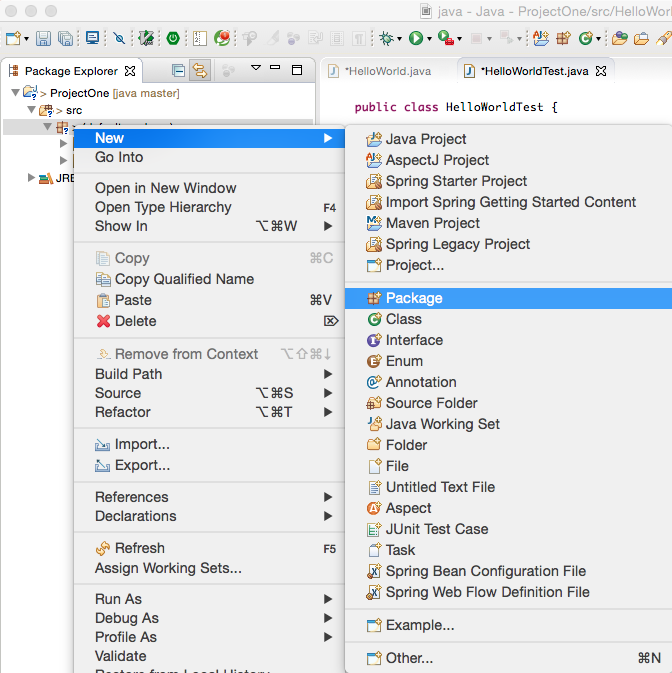 java - Java - ProjectOne/src/HelloWor
Package Explorer
*HelloWorld.java
*HelloWorldTest.java
> ProjectOne [java master]
> src
public class HelloWorldTest {
JRE
New
Go Into
Open in New Window
Open Type Hierarchy F4
Show In ⌥⌘W
Copy ⌘C
Copy Qualified Name
Paste ⌘V
Delete ⌦
Remove from Context ⌥⇧⌘↓
Build Path
Source ⌥⌘S
Refactor ⌥⌘T
Import...
Export...
References
Declarations
Refresh F5
Assign Working Sets...
Run As
Debug As
Profile As
Validate
Restore from Local History...
Java Project
AspectJ Project
Spring Starter Project
Import Spring Getting Started Content
Maven Project
Spring Legacy Project
Project...
Package
Class
Interface
Enum
Annotation
Source Folder
Java Working Set
Folder
File
Untitled Text File
Aspect
JUnit Test Case
Task
Spring Bean Configuration File
Spring Web Flow Definition File
Example...
Other... ⌘N